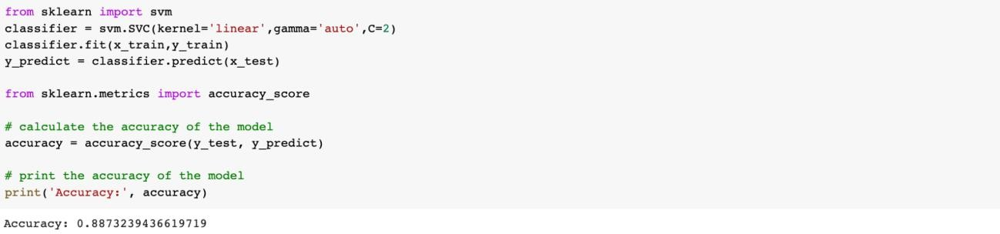 from sklearn import svm
classifier = svm.SVC(kernel='linear',gamma='auto',C=2)
classifier.fit(x_train,y_train)
y_predict = classifier.predict(x_test)
from sklearn.metrics import accuracy_score
# calculate the accuracy of the model
accuracy = accuracy_score(y_test, y_predict)
# print the accuracy of the model
print('Accuracy:', accuracy)
Accuracy: 0.8873239436619719